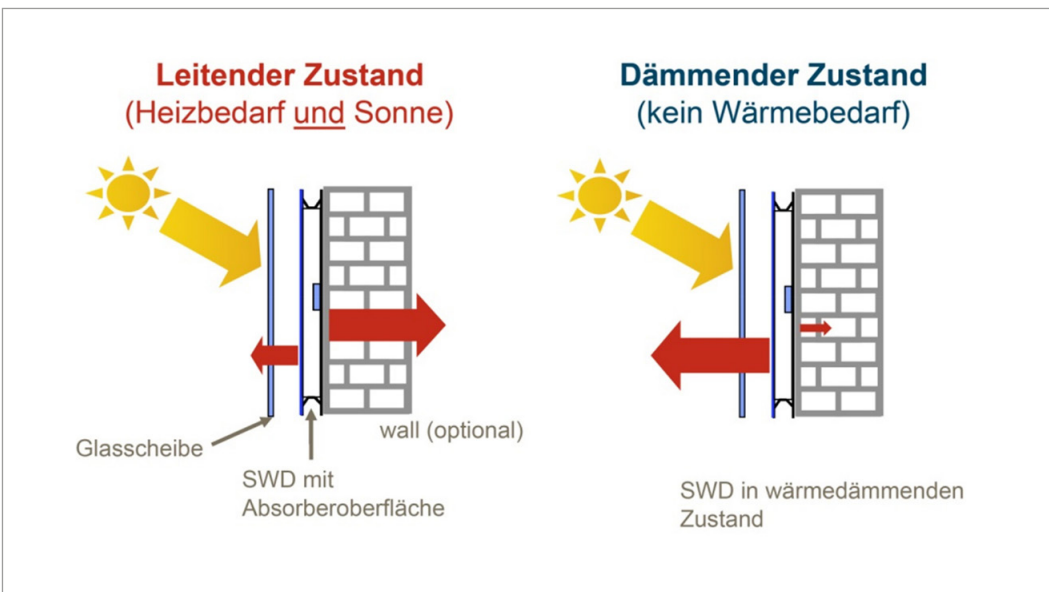 Leitender Zustand
(Heizbedarf und Sonne)
Glasscheibe
SWD mit
Absorberoberfläche
wall (optional)
Dämmender Zustand
(kein Wärmebedarf)
SWD in wärmedämmenden
Zustand